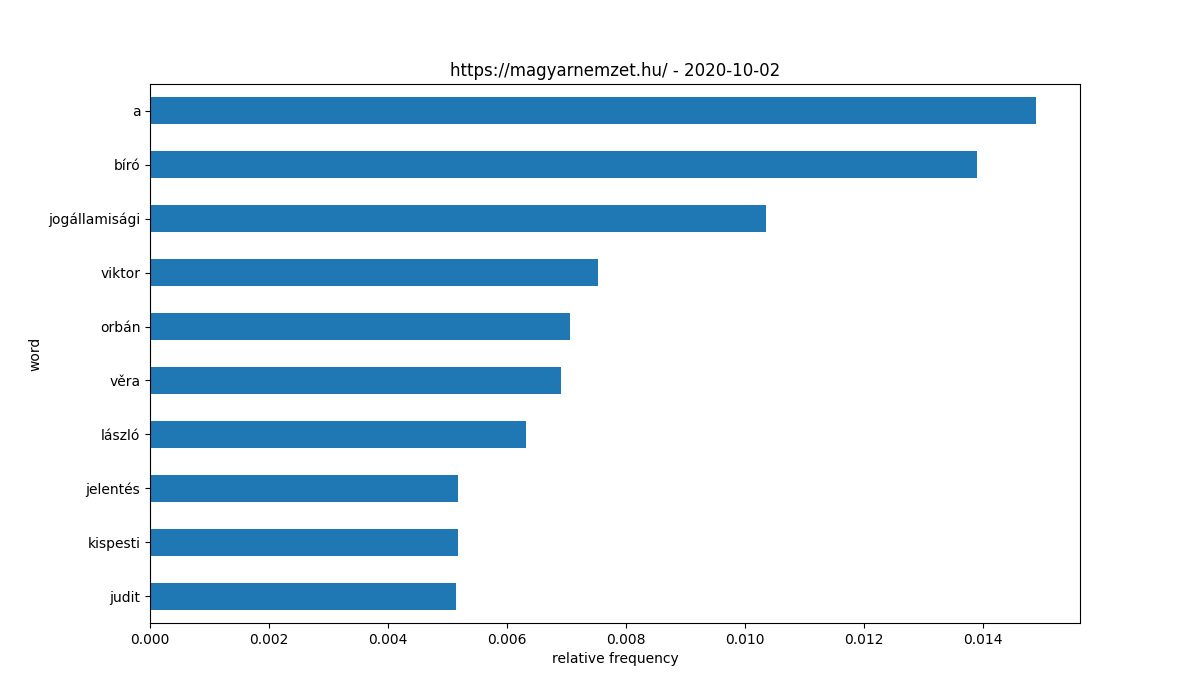 https://magyarnemzet.hu/ - 2020-10-02
a
bíró
jogállamisági
viktor
orbán
věra
lászló
jelentés
kispesti
judit
word
0.000 0.002 0.004 0.006 0.008 0.010 0.012 0.014
relative frequency